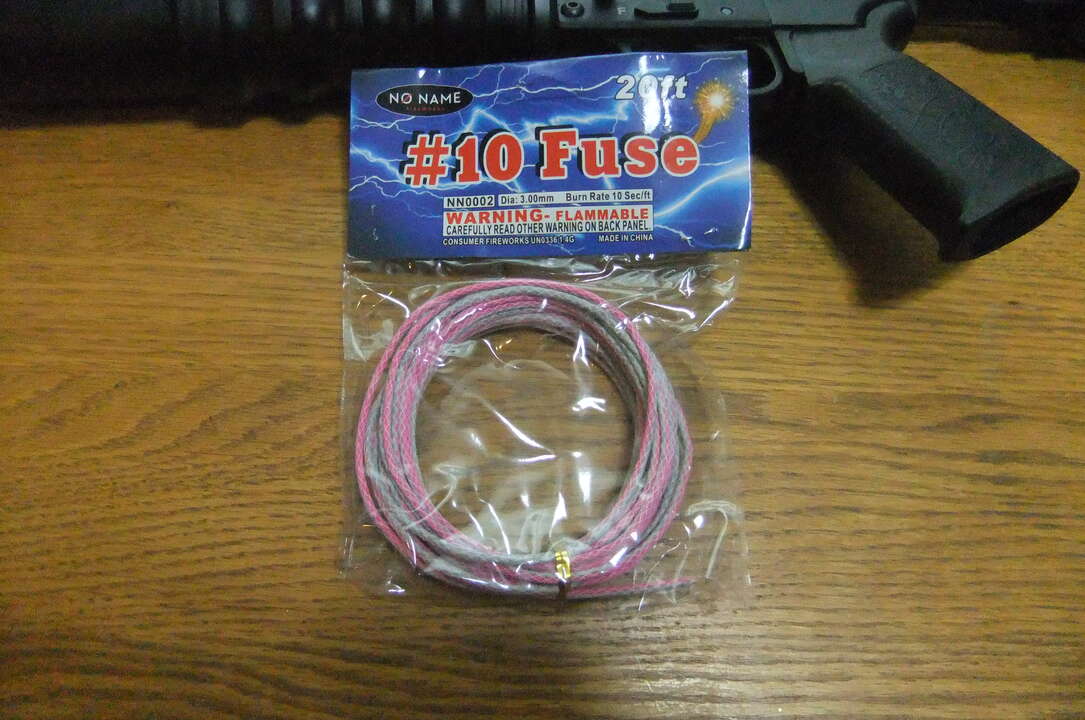 20ft
NO NAME
FIREWORKS
#10 Fuse
NN0002 Dia: 3.00mm Burn Rate 10 Sec/ft
WARNING- FLAMMABLE
CAREFULLY READ OTHER WARNING ON BACK PANEL
CONSUMER FIREWORKS UN0336 1.4G MADE IN CHINA
F